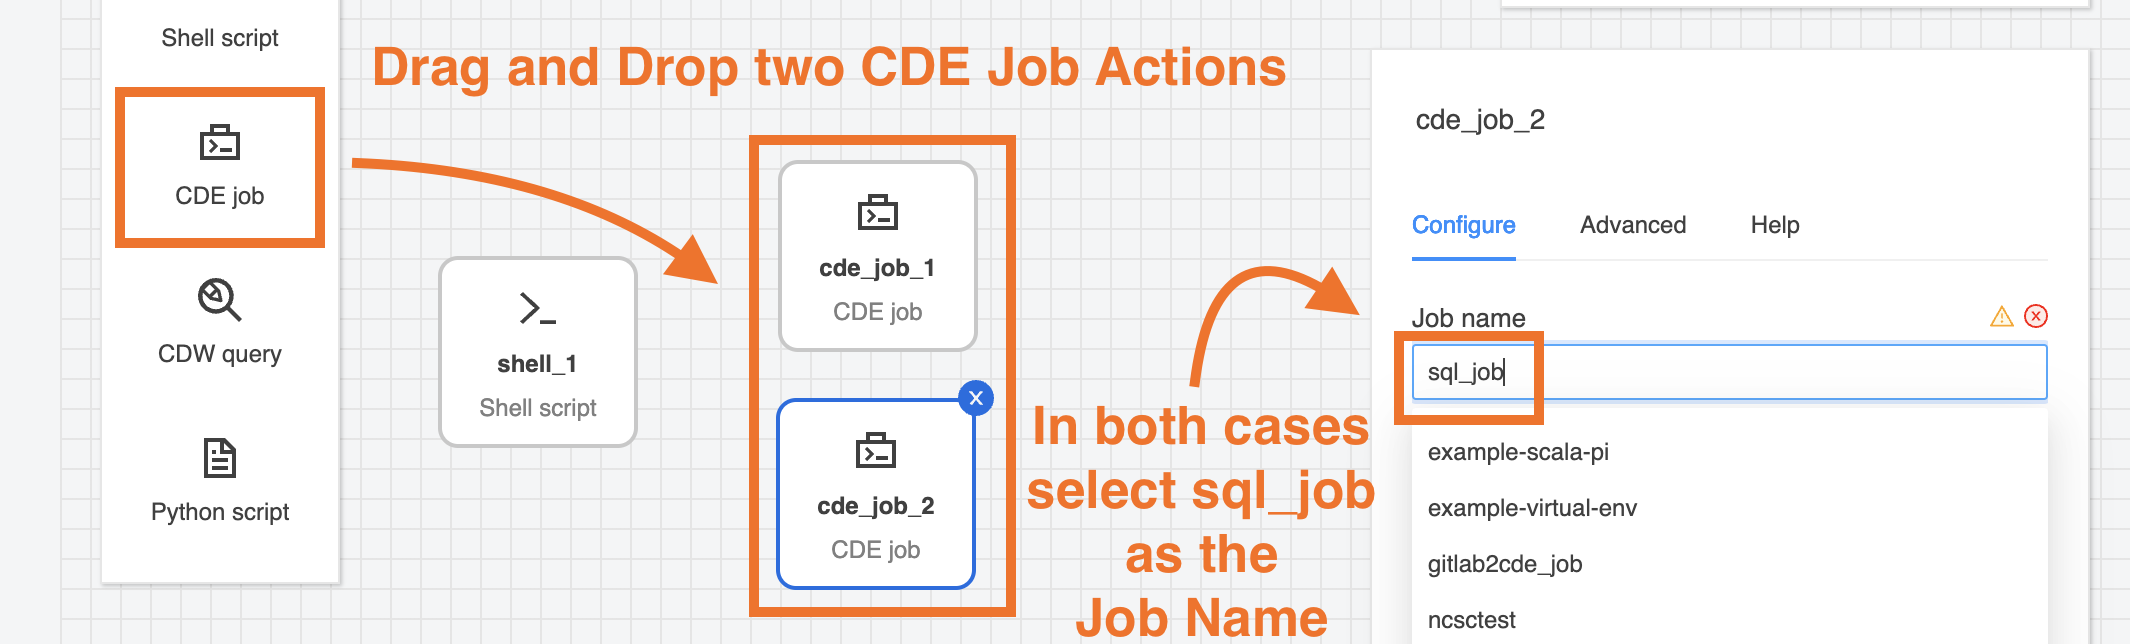 Shell script
CDE job
CDW query
Python script
Drag and Drop two CDE Job Actions
shell_1
Shell script
cde_job_1
CDE job
x
cde_job_2
CDE job
In both cases
select sql_job
as the
Job Name
cde_job_2
Configure Advanced Help
Job name
sql_job
example-scala-pi
example-virtual-env
gitlab2cde_job
ncsctest